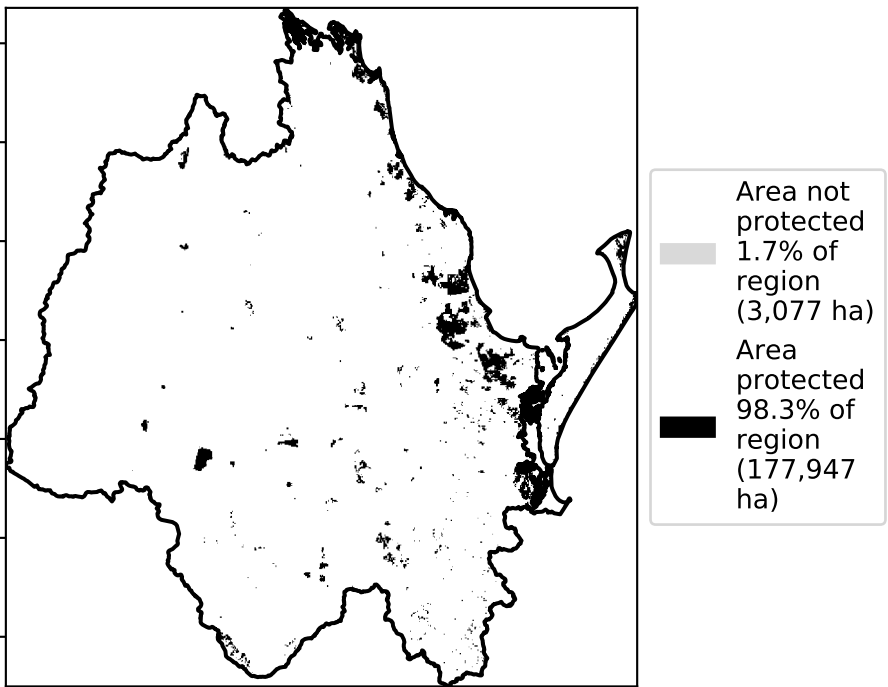 Area not
protected
1.7% of
region
(3,077 ha)
Area
protected
98.3% of
region
(177,947
ha)